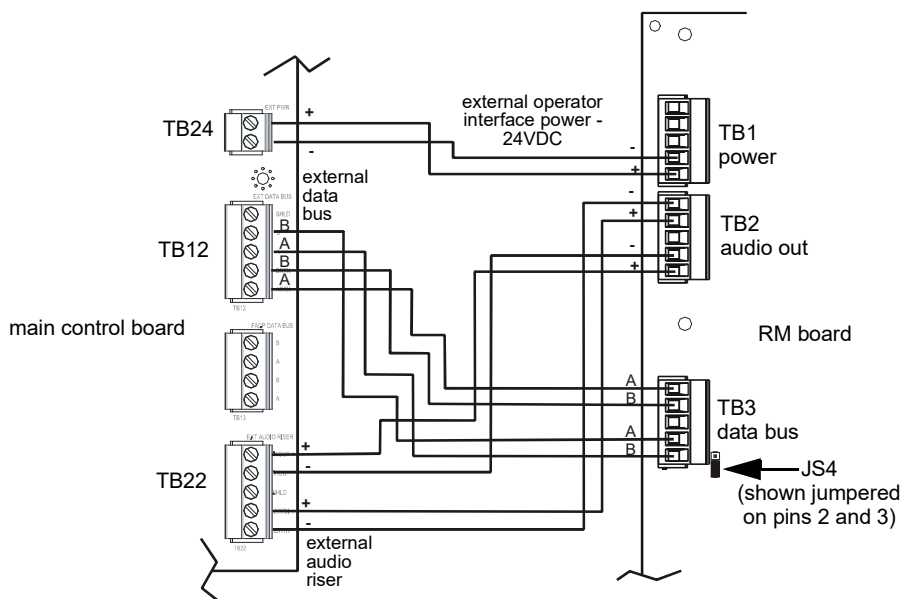 EXT PWR
TB24
+
-
external operator
interface power -
24VDC
TB1
power
-
+
external
data
bus
EXT DATA BUS
SHLD
TB12
B
A
B
A
TB12
-
+
-
+
TB2
audio out
main control board
FACP DATA BUS
B
A
B
A
TB13
RM board
A
B
A
B
TB3
data bus
JS4
(shown jumpered
on pins 2 and 3)
EXT AUDIO RISER
TB22
+
-
SHLD
+
-
TB22
external
audio
riser